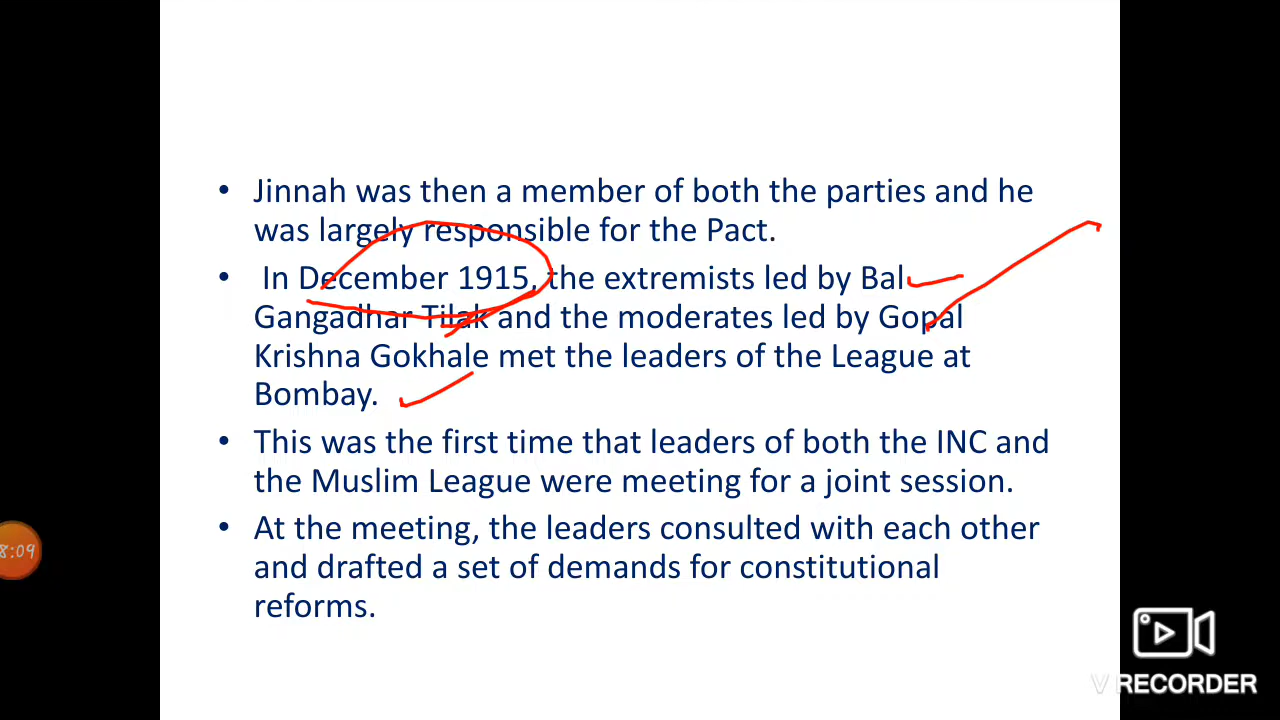 • Jinnah was then a member of both the parties and he
was largely responsible for the Pact.
• In December 1915, the extremists led by Bal
Gangadhar Tilak and the moderates led by Gopal
Krishna Gokhale met the leaders of the League at
Bombay.
• This was the first time that leaders of both the INC and
the Muslim League were meeting for a joint session.
• At the meeting, the leaders consulted with each other
and drafted a set of demands for constitutional
reforms.
8:09
V RECORDER